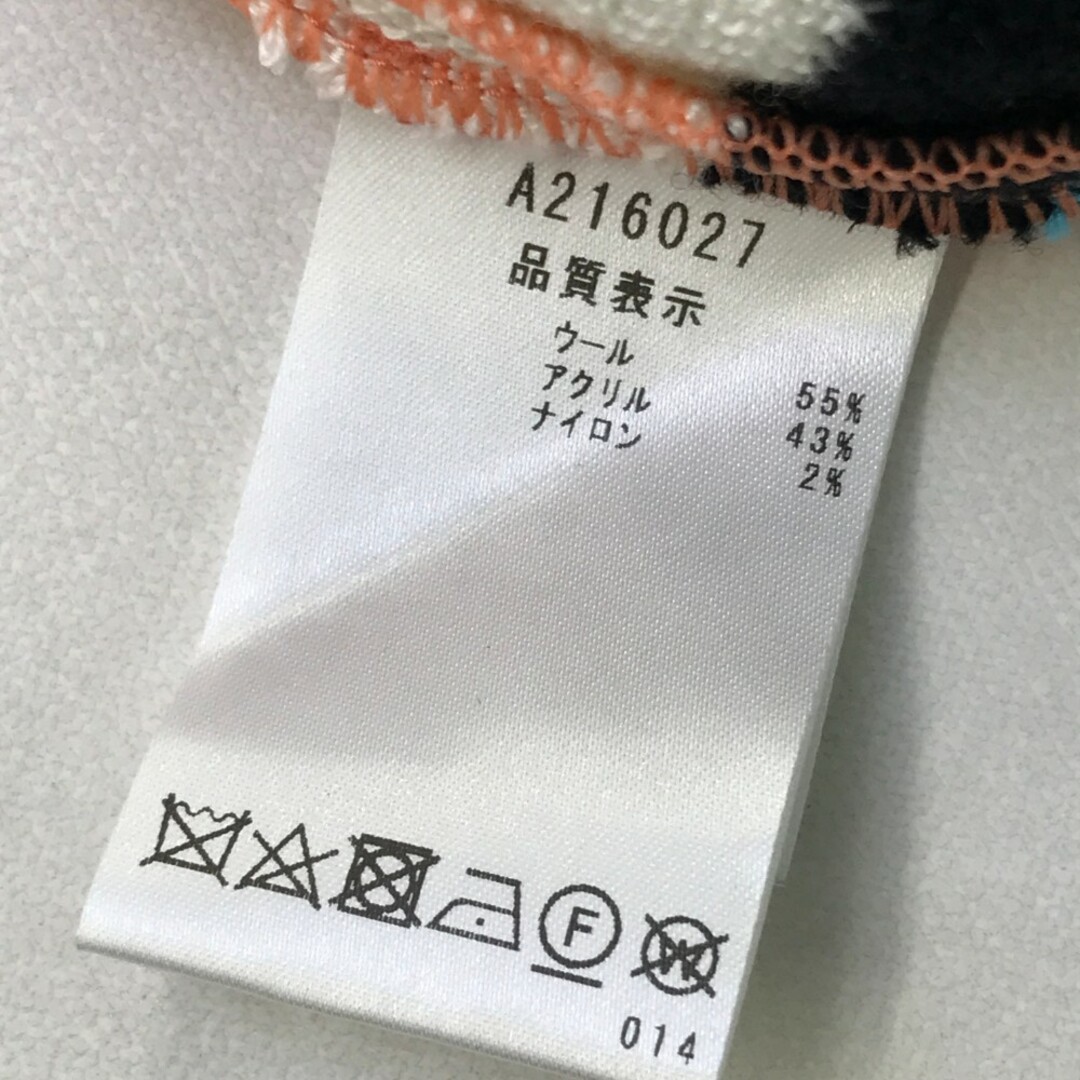 A216027
品質表示
ウール 55%
アクリル 43%
ナイロン 2%
F W
014